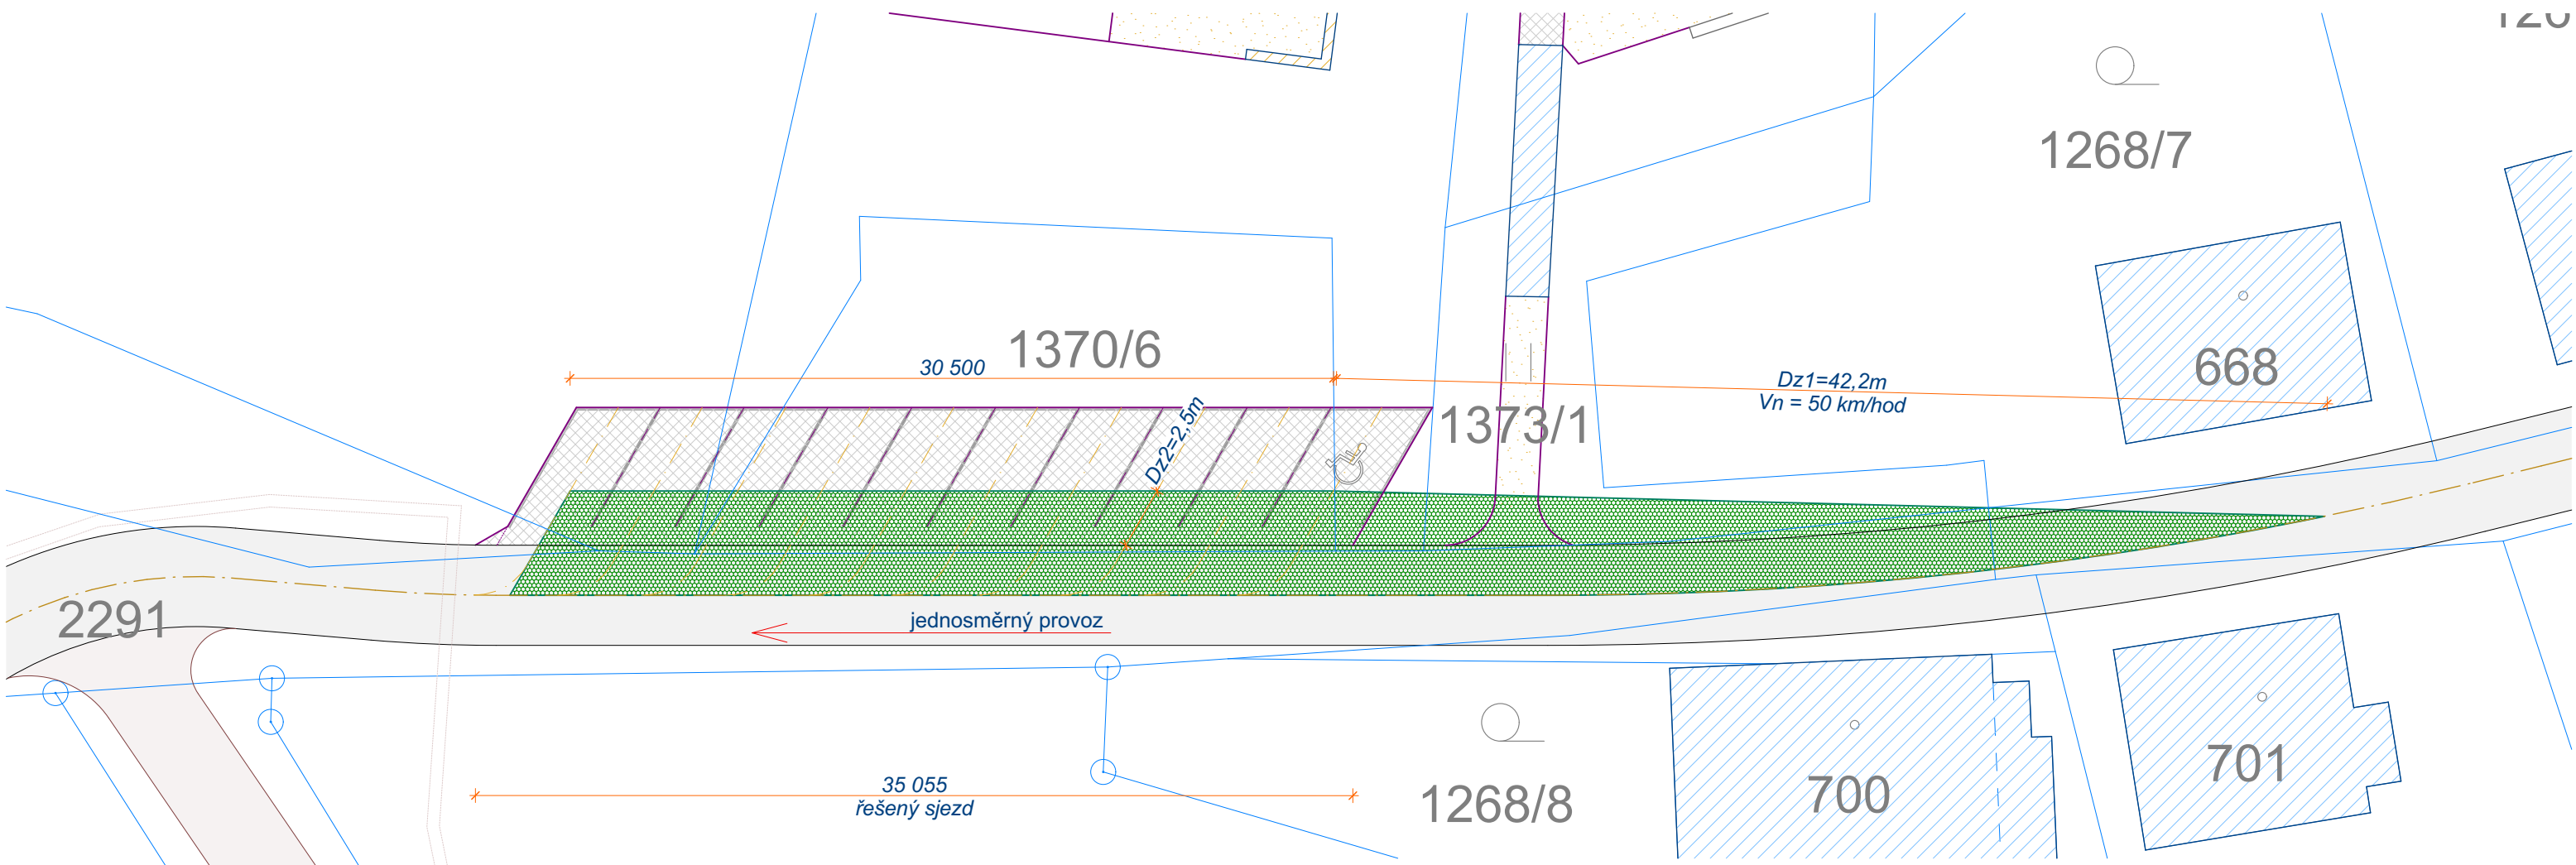 1268/7
1370/6
30 500
Dz1=42,2m
Vn = 50 km/hod
668
1373/1
Dz2=2,5m
2291
jednosměrný provoz
35 055
řešený sjezd
1268/8
700
701